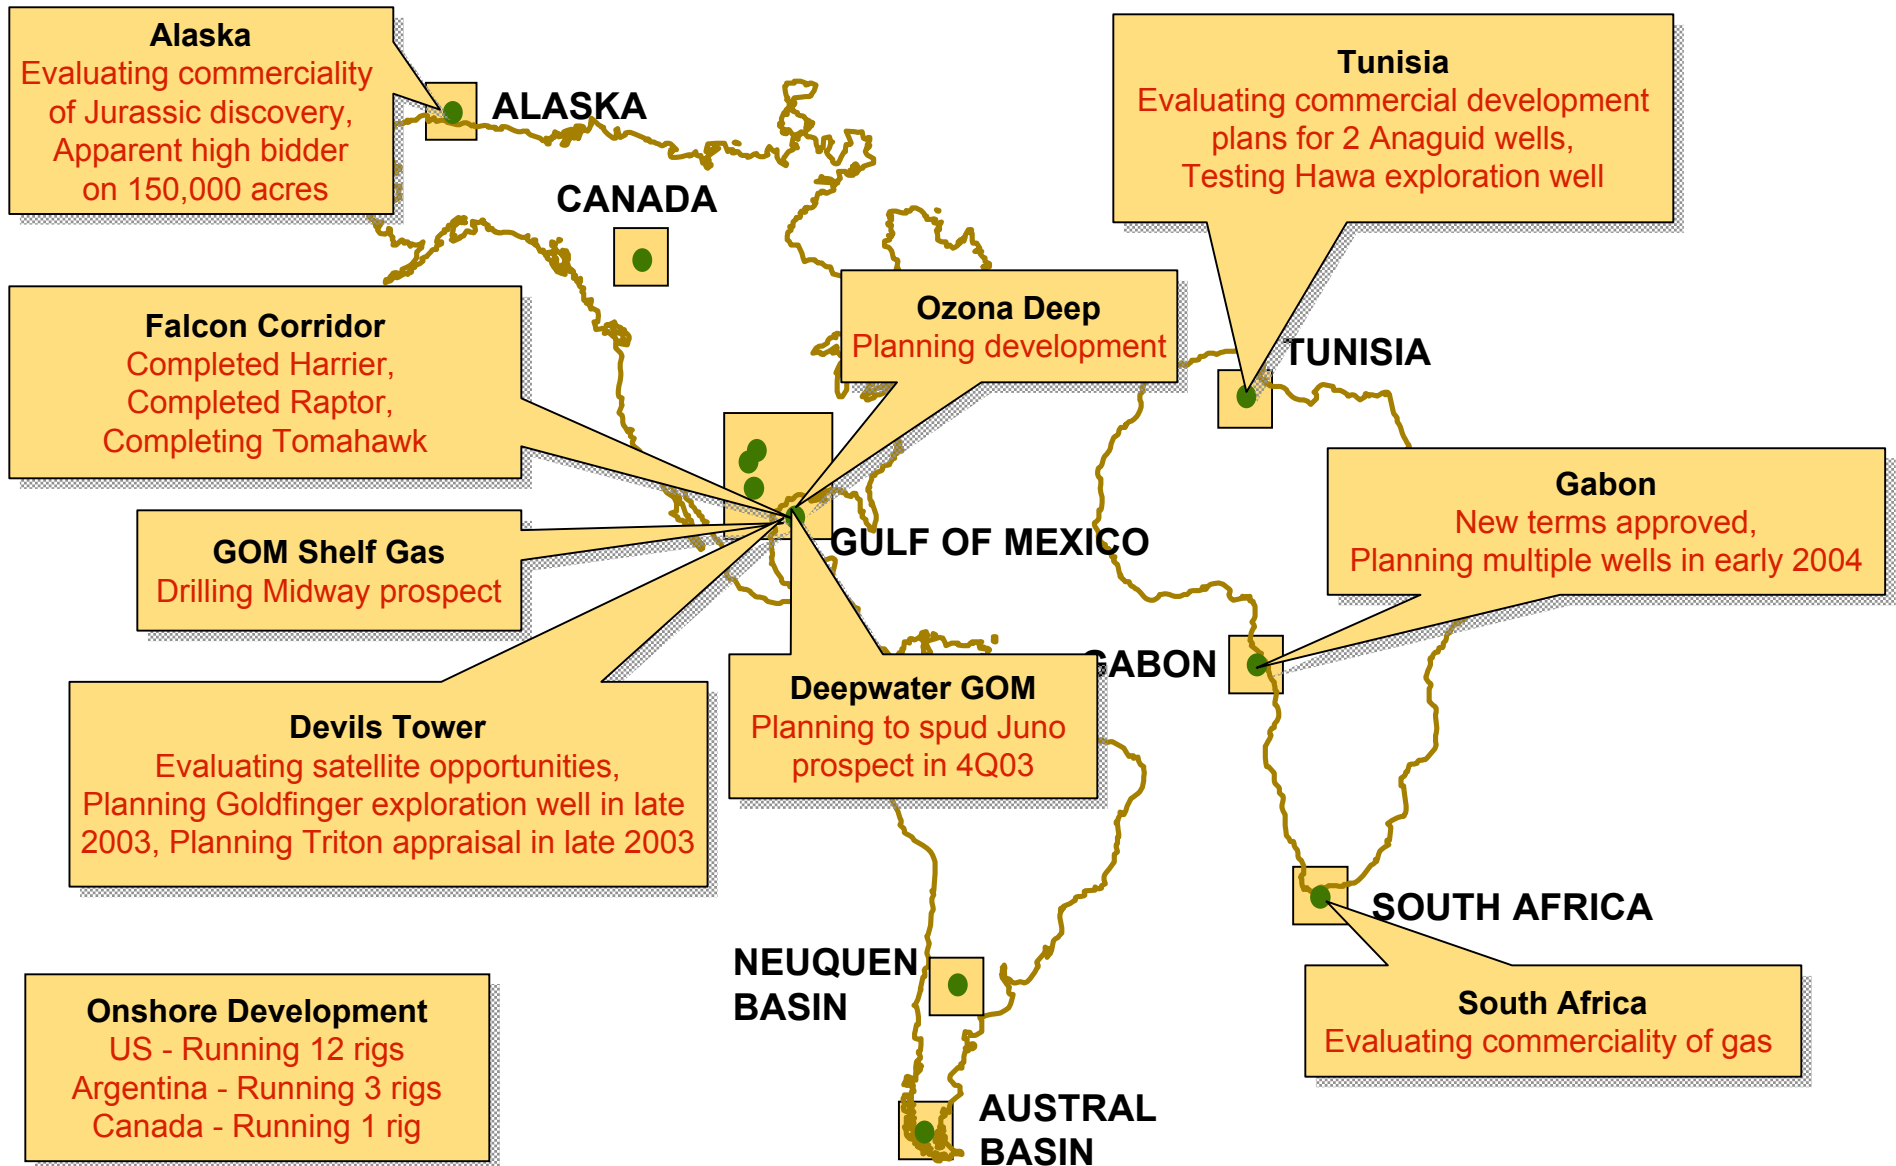 Alaska
Evaluating commerciality
of Jurassic discovery,
Apparent high bidder
on 150,000 acres
ALASKA
CANADA
Tunisia
Evaluating commercial development
plans for 2 Anaguid wells,
Testing Hawa exploration well
Falcon Corridor
Completed Harrier,
Completed Raptor,
Completing Tomahawk
Ozona Deep
Planning development
TUNISIA
Gabon
New terms approved,
Planning multiple wells in early 2004
GOM Shelf Gas
Drilling Midway prospect
GULF OF MEXICO
GABON
Devils Tower
Evaluating satellite opportunities,
Planning Goldfinger exploration well in late
2003, Planning Triton appraisal in late 2003
Deepwater GOM
Planning to spud Juno
prospect in 4Q03
SOUTH AFRICA
NEUQUEN
BASIN
South Africa
Evaluating commerciality of gas
Onshore Development
US - Running 12 rigs
Argentina - Running 3 rigs
Canada - Running 1 rig
AUSTRAL
BASIN